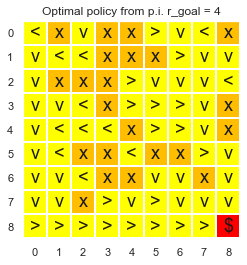 Optimal policy from p.i. r_goal = 4
0 < x v x x > v < x
1 v < < x x x > v v
2 v x x x > v v v <
3 v v < x > > > v x
4 v < < < x > > v x
5 v < x x < x x > v
6 v v < x x v v x v
7 v v x > v > v v v
8 > > > > > > > > $
0 1 2 3 4 5 6 7 8